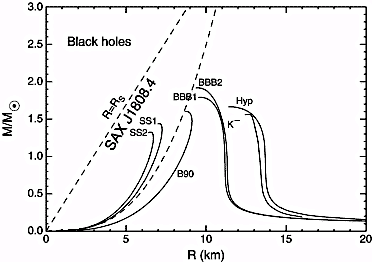 3.0
2.5
2.0
1.5
1.0
0.5
0.0
M/M☉
Black holes
R=Rs
SAX J1808.4
SS1
SS2
B90
BBB2
BBB1
Hyp
K⁻
0 5 10 15 20
R (km)